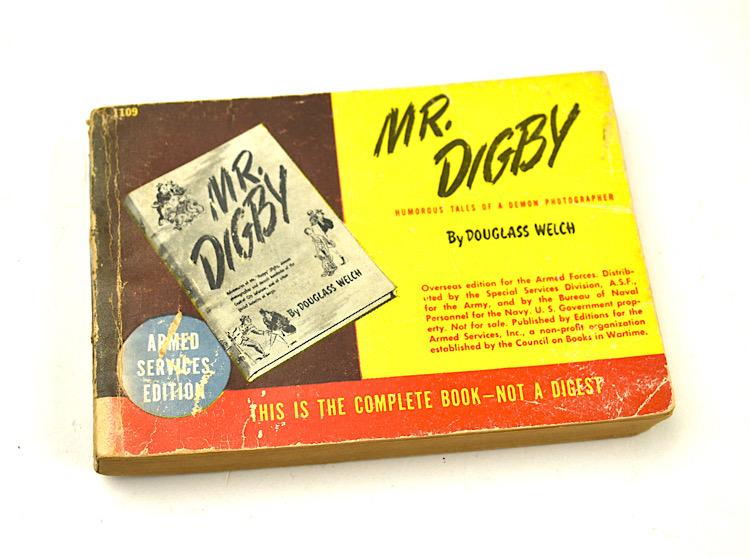 1109
MR.
DIGBY
HUMOROUS TALES OF A DEMON PHOTOGRAPHER
By DOUGLASS WELCH
Overseas edition for the Armed Forces. Distrib-
uted by the Special Services Division, A.S.F.,
for the Army, and by the Bureau of Naval
Personnel for the Navy. U. S. Government prop-
erty. Not for sale. Published by Editions for the
Armed Services, Inc., a non-profit organization
established by the Council on Books in Wartime.
MR.
DIGBY
By DOUGLASS WELCH
ARMED
SERVICES
EDITION
THIS IS THE COMPLETE BOOK—NOT A DIGEST